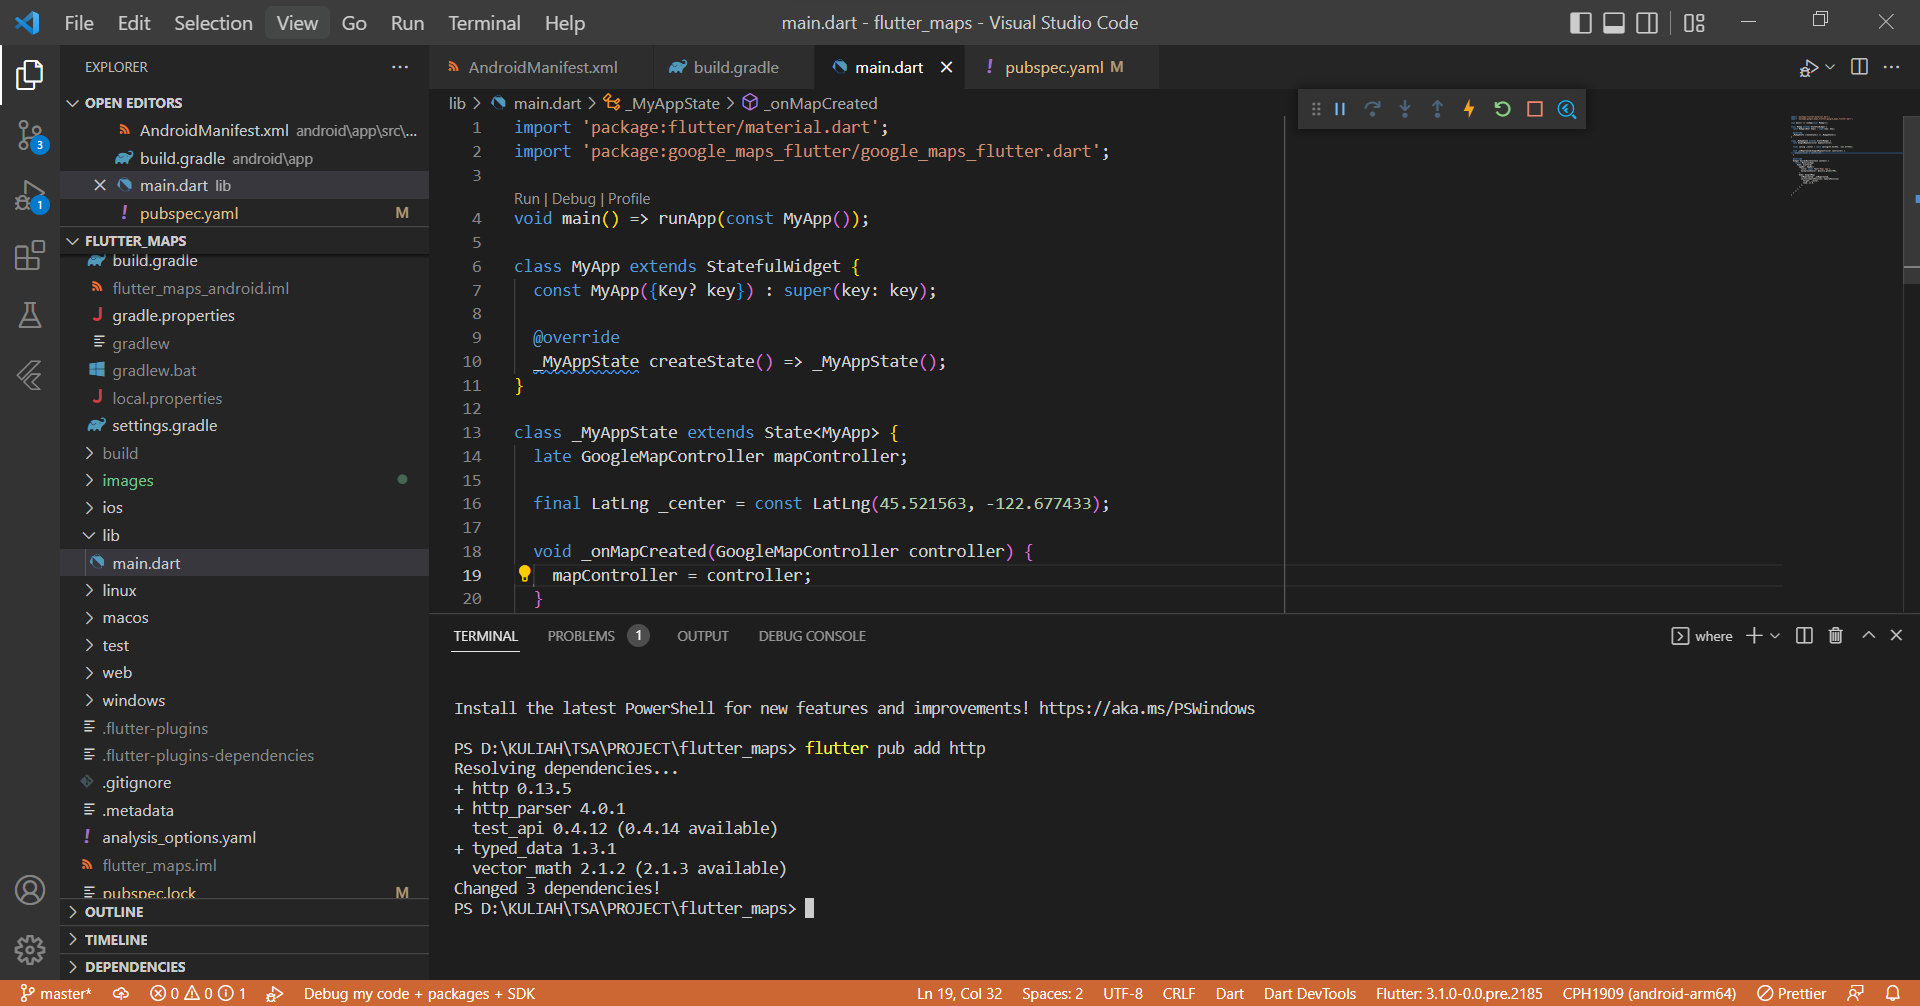 File Edit Selection View Go Run Terminal Help
main.dart - flutter_maps - Visual Studio Code
EXPLORER
OPEN EDITORS
AndroidManifest.xml android\app\src\...
build.gradle android\app
main.dart lib
! pubspec.yaml M
FLUTTER_MAPS
build.gradle
flutter_maps_android.iml
gradle.properties
gradlew
gradlew.bat
local.properties
settings.gradle
build
images
ios
lib
main.dart
linux
macos
test
web
windows
.flutter-plugins
.flutter-plugins-dependencies
.gitignore
.metadata
! analysis_options.yaml
flutter_maps.iml
pubspec.lock M
OUTLINE
TIMELINE
DEPENDENCIES
3
1
AndroidManifest.xml
build.gradle
main.dart
! pubspec.yaml M
lib > main.dart > _MyAppState > _onMapCreated
1 import 'package:flutter/material.dart';
2 import 'package:google_maps_flutter/google_maps_flutter.dart';
3
Run | Debug | Profile
4 void main() => runApp(const MyApp());
5
6 class MyApp extends StatefulWidget {
7 const MyApp({Key? key}) : super(key: key);
8
9 @override
10 _MyAppState createState() => _MyAppState();
11 }
12
13 class _MyAppState extends State<MyApp> {
14 late GoogleMapController mapController;
15
16 final LatLng _center = const LatLng(45.521563, -122.677433);
17
18 void _onMapCreated(GoogleMapController controller) {
19 mapController = controller;
20 }
TERMINAL PROBLEMS 1 OUTPUT DEBUG CONSOLE
where
Install the latest PowerShell for new features and improvements! https://aka.ms/PSWindows
PS D:\KULIAH\TSA\PROJECT\flutter_maps> flutter pub add http
Resolving dependencies...
+ http 0.13.5
+ http_parser 4.0.1
test_api 0.4.12 (0.4.14 available)
+ typed_data 1.3.1
vector_math 2.1.2 (2.1.3 available)
Changed 3 dependencies!
PS D:\KULIAH\TSA\PROJECT\flutter_maps>
master* 0 0 1 Debug my code + packages + SDK
Ln 19, Col 32 Spaces: 2 UTF-8 CRLF Dart Dart DevTools Flutter: 3.1.0-0.0.pre.2185 CPH1909 (android-arm64) Prettier